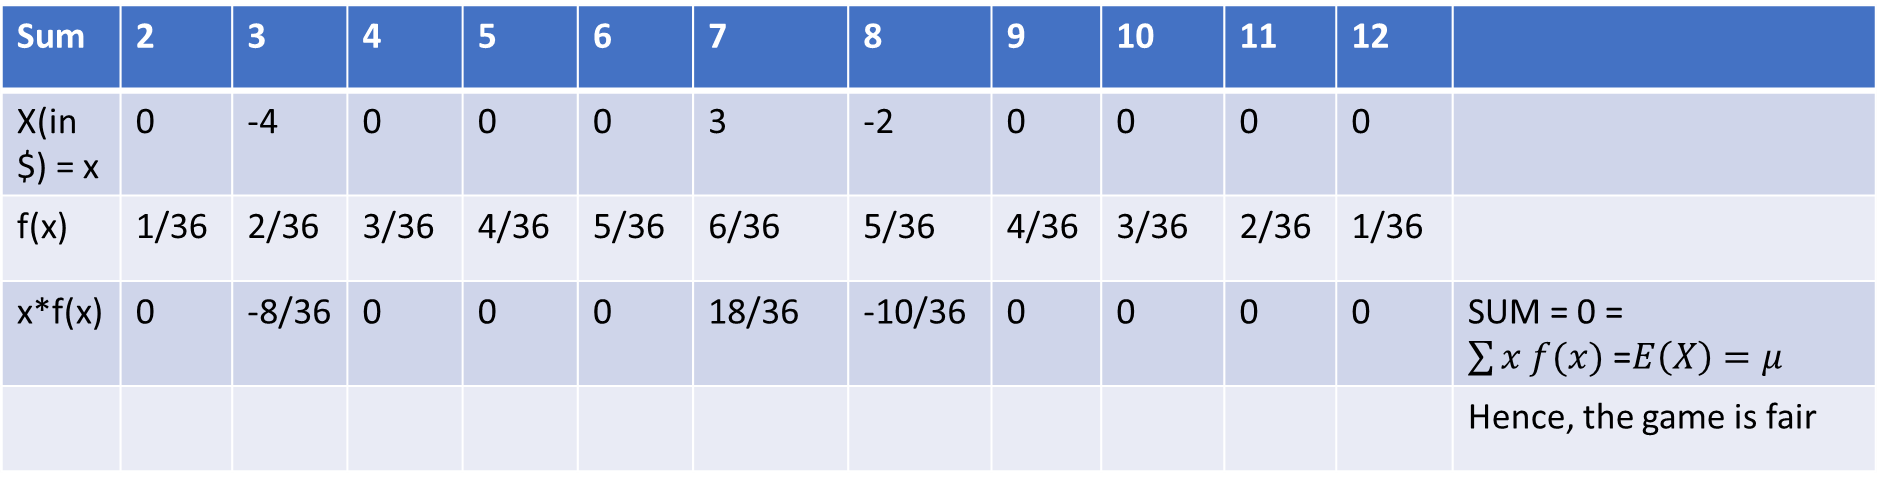 Sum 2 3 4 5 6 7 8 9 10 11 12
X(in $) = x 0 -4 0 0 0 3 -2 0 0 0 0
f(x) 1/36 2/36 3/36 4/36 5/36 6/36 5/36 4/36 3/36 2/36 1/36
x*f(x) 0 -8/36 0 0 0 18/36 -10/36 0 0 0 0 SUM = 0 =
∑ x f(x) =E(X) = μ
Hence, the game is fair